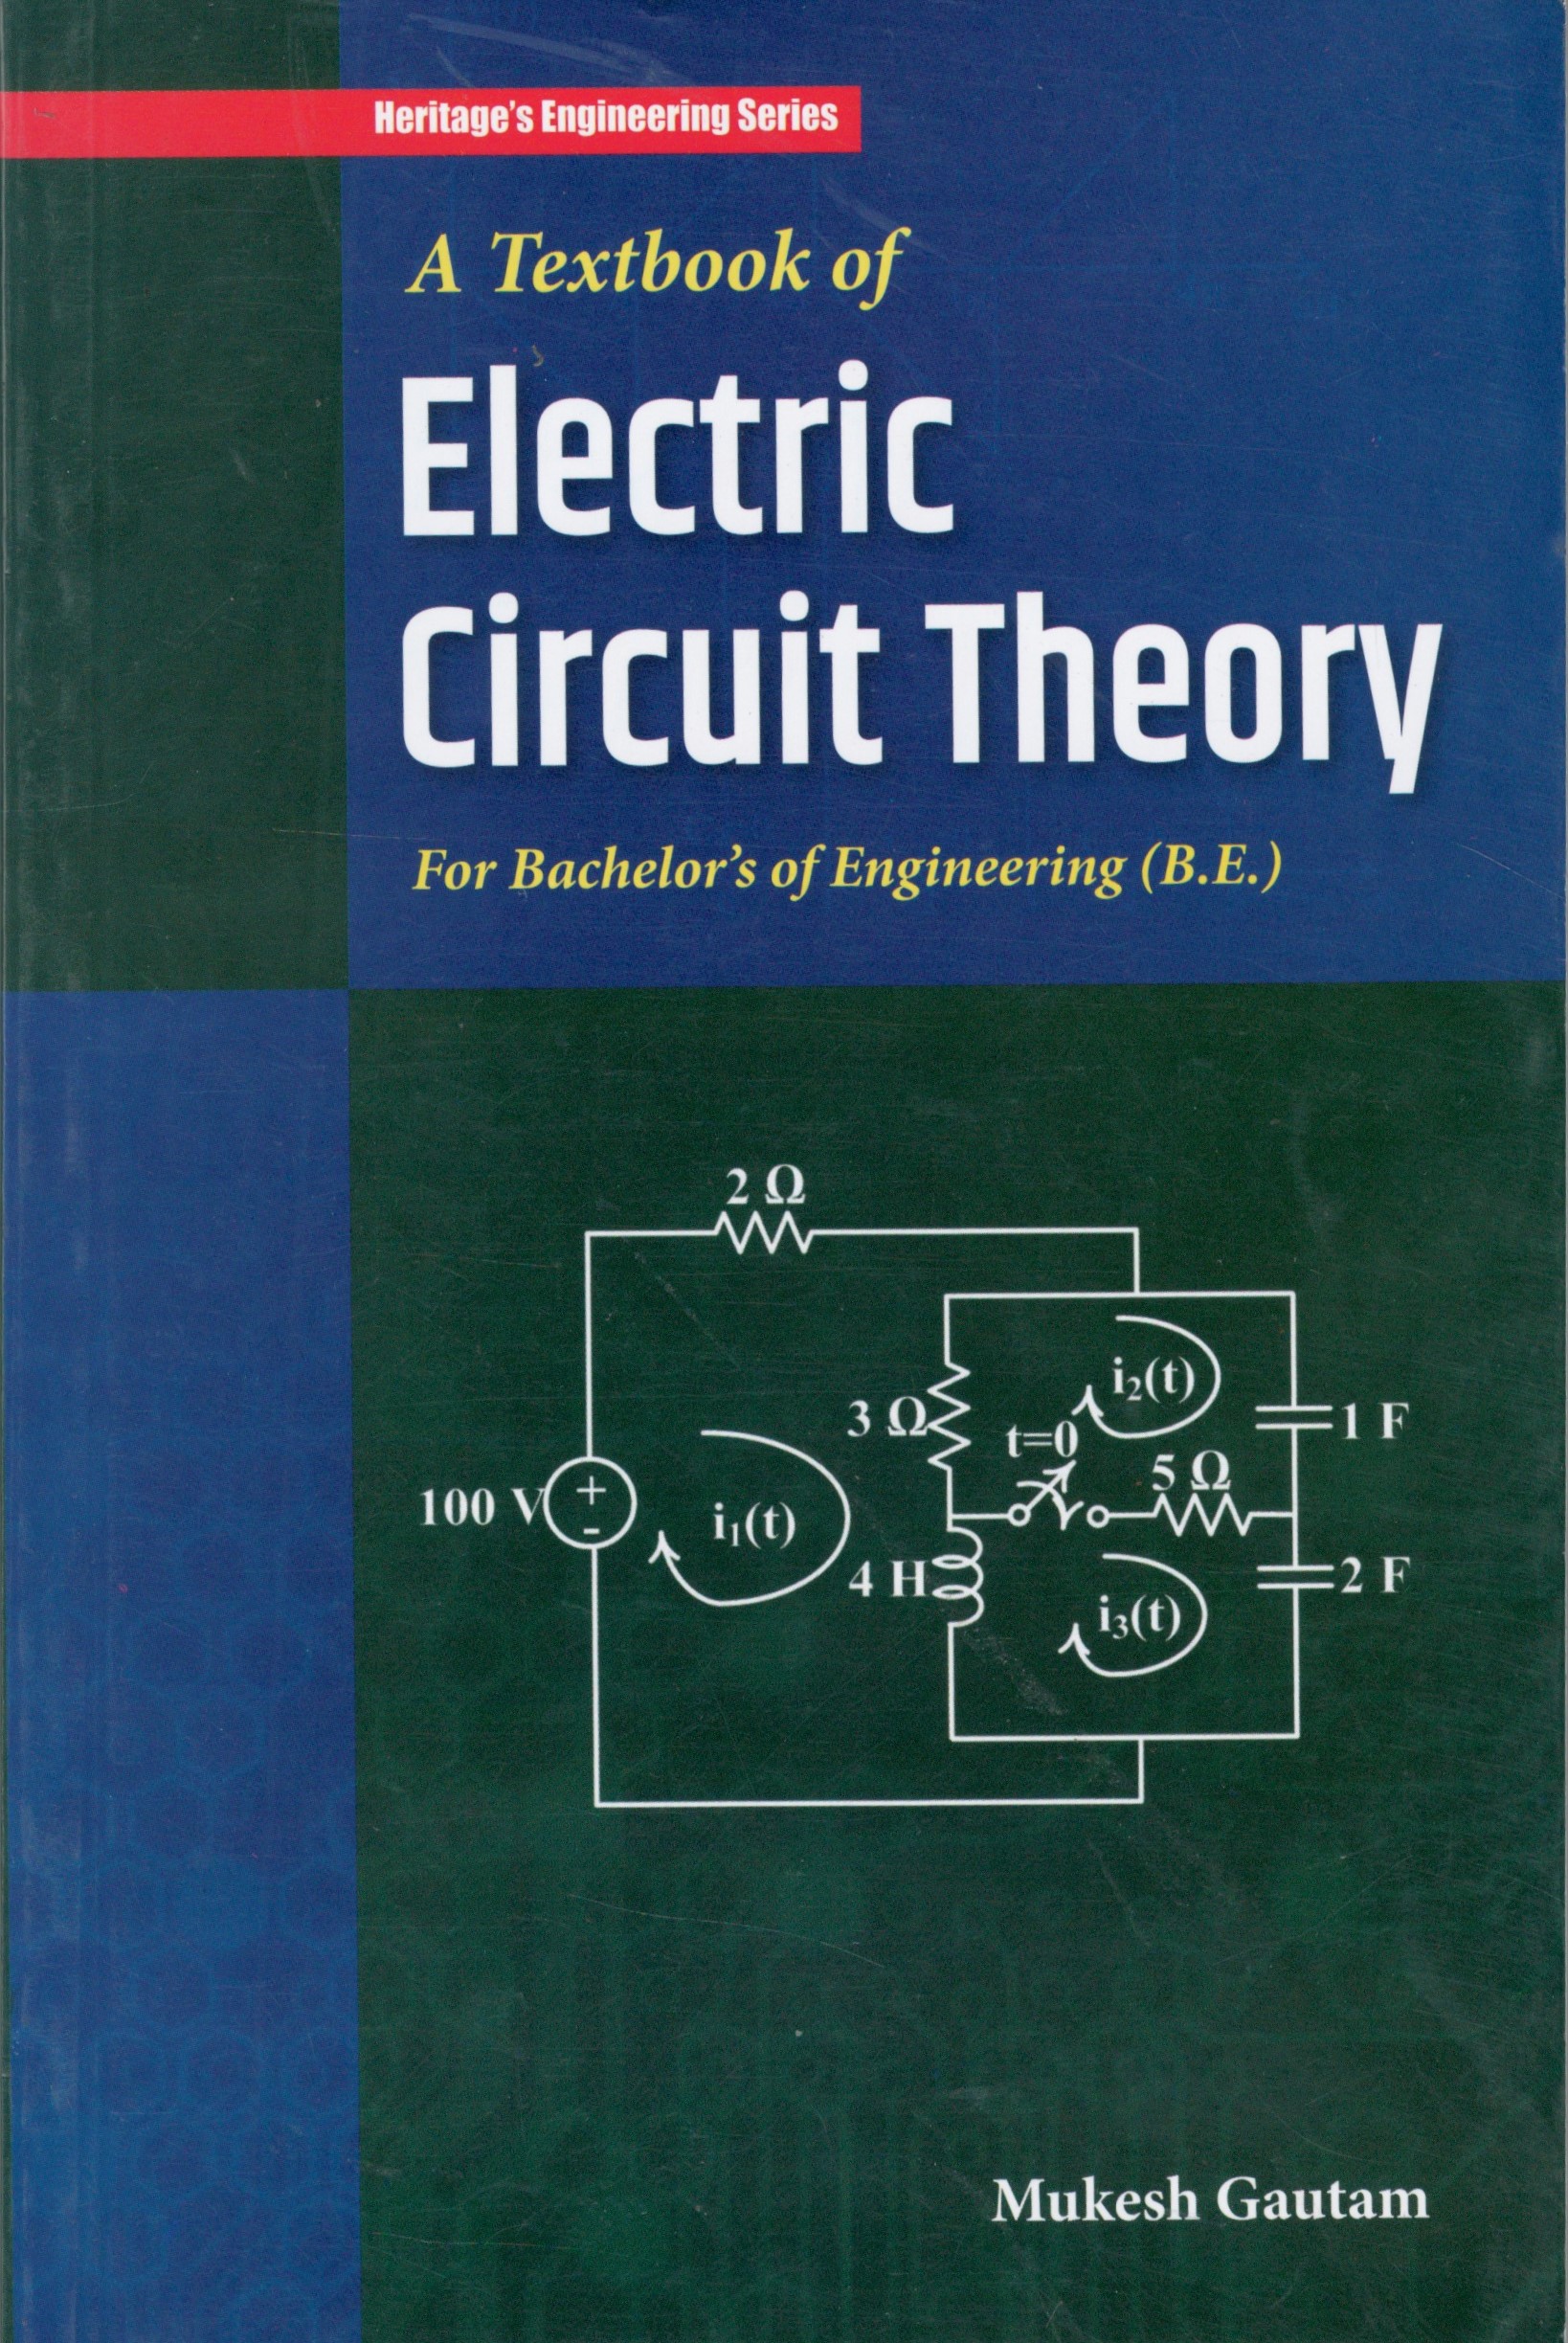 Heritage's Engineering Series
A Textbook of
Electric
Circuit Theory
For Bachelor's of Engineering (B.E.)
2 Ω
i₂(t)
3 Ω
1 F
t=0
5 Ω
100 V
+
-
i₁(t)
4 H
2 F
i₃(t)
Mukesh Gautam